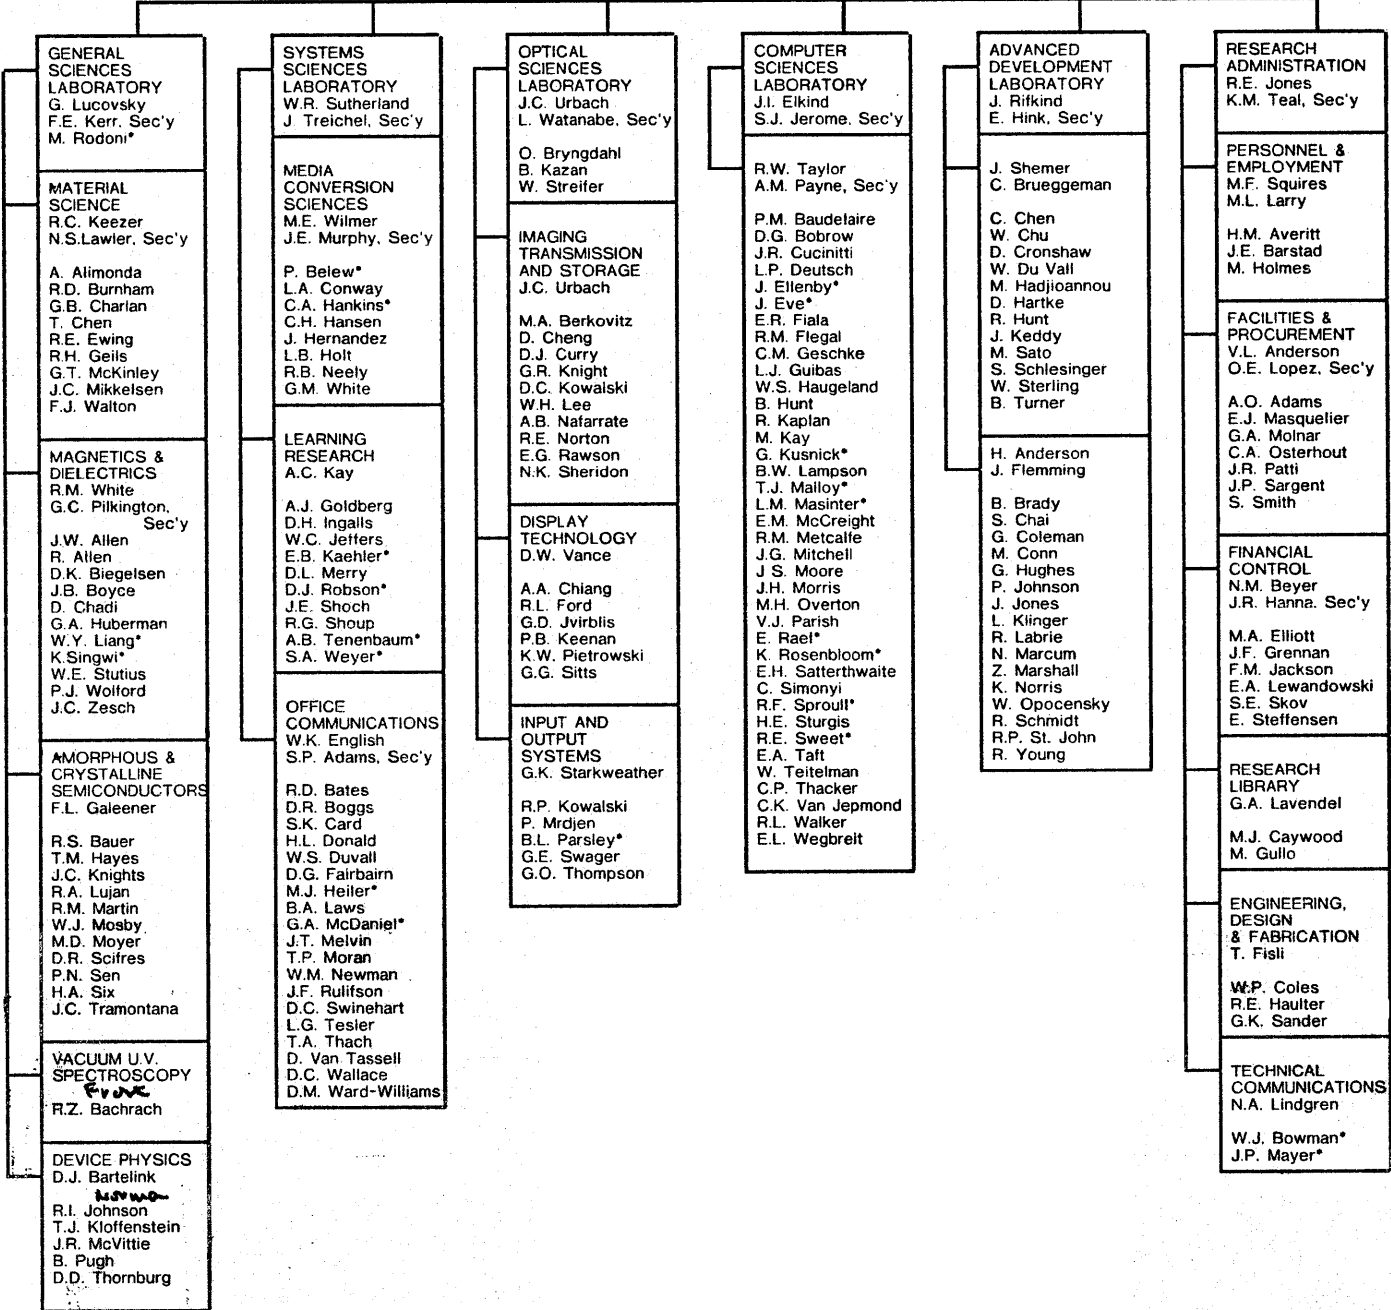 GENERAL
SCIENCES
LABORATORY
G. Lucovsky
F.E. Kerr, Sec'y
M. Rodoni*
MATERIAL
SCIENCE
R.C. Keezer
N.S.Lawler, Sec'y
A. Alimonda
R.D. Burnham
G.B. Charlan
T. Chen
R.E. Ewing
R.H. Geils
G.T. McKinley
J.C. Mikkelsen
F.J. Walton
MAGNETICS &
DIELECTRICS
R.M. White
G.C. Pilkington,
Sec'y
J.W. Allen
R. Allen
D.K. Biegelsen
J.B. Boyce
D. Chadi
G.A. Huberman
W.Y. Liang*
K.Singwi*
W.E. Stutius
P.J. Wolford
J.C. Zesch
AMORPHOUS &
CRYSTALLINE
SEMICONDUCTORS
F.L. Galeener
R.S. Bauer
T.M. Hayes
J.C. Knights
R.A. Lujan
R.M. Martin
W.J. Mosby
M.D. Moyer
D.R. Scifres
P.N. Sen
H.A. Six
J.C. Tramontana
VACUUM U.V.
SPECTROSCOPY
R.Z. Bachrach
DEVICE PHYSICS
D.J. Bartelink
R.I. Johnson
T.J. Kloffenstein
J.R. McVittie
B. Pugh
D.D. Thornburg
SYSTEMS
SCIENCES
LABORATORY
W.R. Sutherland
J. Treichel, Sec'y
MEDIA
CONVERSION
SCIENCES
M.E. Wilmer
J.E. Murphy, Sec'y
P. Belew*
L.A. Conway
C.A. Hankins*
C.H. Hansen
J. Hernandez
L.B. Holt
R.B. Neely
G.M. White
LEARNING
RESEARCH
A.C. Kay
A.J. Goldberg
D.H. Ingalls
W.C. Jeffers
E.B. Kaehler*
D.L. Merry
D.J. Robson*
J.E. Shoch
R.G. Shoup
A.B. Tenenbaum*
S.A. Weyer*
OFFICE
COMMUNICATIONS
W.K. English
S.P. Adams, Sec'y
R.D. Bates
D.R. Boggs
S.K. Card
H.L. Donald
W.S. Duvall
D.G. Fairbairn
M.J. Heiler*
B.A. Laws
G.A. McDaniel*
J.T. Melvin
T.P. Moran
W.M. Newman
J.F. Rulifson
D.C. Swinehart
L.G. Tesler
T.A. Thach
D. Van Tassell
D.C. Wallace
D.M. Ward-Williams
OPTICAL
SCIENCES
LABORATORY
J.C. Urbach
L. Watanabe, Sec'y
O. Bryngdahl
B. Kazan
W. Streifer
IMAGING
TRANSMISSION
AND STORAGE
J.C. Urbach
M.A. Berkovitz
D. Cheng
D.J. Curry
G.R. Knight
D.C. Kowalski
W.H. Lee
A.B. Nafarrate
R.E. Norton
E.G. Rawson
N.K. Sheridon
DISPLAY
TECHNOLOGY
D.W. Vance
A.A. Chiang
R.L. Ford
G.D. Jvirblis
P.B. Keenan
K.W. Pietrowski
G.G. Sitts
INPUT AND
OUTPUT
SYSTEMS
G.K. Starkweather
R.P. Kowalski
P. Mrdjen
B.L. Parsley*
G.E. Swager
G.O. Thompson
COMPUTER
SCIENCES
LABORATORY
J.I. Elkind
S.J. Jerome, Sec'y
R.W. Taylor
A.M. Payne, Sec'y
P.M. Baudelaire
D.G. Bobrow
J.R. Cucinitti
L.P. Deutsch
J. Ellenby*
J. Eve*
E.R. Fiala
R.M. Flegal
C.M. Geschke
L.J. Guibas
W.S. Haugeland
B. Hunt
R. Kaplan
M. Kay
G. Kusnick*
B.W. Lampson
T.J. Malloy*
L.M. Masinter*
E.M. McCreight
R.M. Metcalfe
J.G. Mitchell
J S. Moore
J.H. Morris
M.H. Overton
V.J. Parish
E. Rael*
K. Rosenbloom*
E.H. Satterthwaite
C. Simonyi
R.F. Sproull*
H.E. Sturgis
R.E. Sweet*
E.A. Taft
W. Teitelman
C.P. Thacker
C.K. Van Jepmond
R.L. Walker
E.L. Wegbreit
ADVANCED
DEVELOPMENT
LABORATORY
J. Rifkind
E. Hink, Sec'y
J. Shemer
C. Brueggeman
C. Chen
W. Chu
D. Cronshaw
W. Du Vall
M. Hadjioannou
D. Hartke
R. Hunt
J. Keddy
M. Sato
S. Schlesinger
W. Sterling
B. Turner
H. Anderson
J. Flemming
B. Brady
S. Chai
G. Coleman
M. Conn
G. Hughes
P. Johnson
J. Jones
L. Klinger
R. Labrie
N. Marcum
Z. Marshall
K. Norris
W. Opocensky
R. Schmidt
R.P. St. John
R. Young
RESEARCH
ADMINISTRATION
R.E. Jones
K.M. Teal, Sec'y
PERSONNEL &
EMPLOYMENT
M.F. Squires
M.L. Larry
H.M. Averitt
J.E. Barstad
M. Holmes
FACILITIES &
PROCUREMENT
V.L. Anderson
O.E. Lopez, Sec'y
A.O. Adams
E.J. Masquelier
G.A. Molnar
C.A. Osterhout
J.R. Patti
J.P. Sargent
S. Smith
FINANCIAL
CONTROL
N.M. Beyer
J.R. Hanna. Sec'y
M.A. Elliott
J.F. Grennan
F.M. Jackson
E.A. Lewandowski
S.E. Skov
E. Steffensen
RESEARCH
LIBRARY
G.A. Lavendel
M.J. Caywood
M. Gullo
ENGINEERING,
DESIGN
& FABRICATION
T. Fisli
W.P. Coles
R.E. Haulter
G.K. Sander
TECHNICAL
COMMUNICATIONS
N.A. Lindgren
W.J. Bowman*
J.P. Mayer*